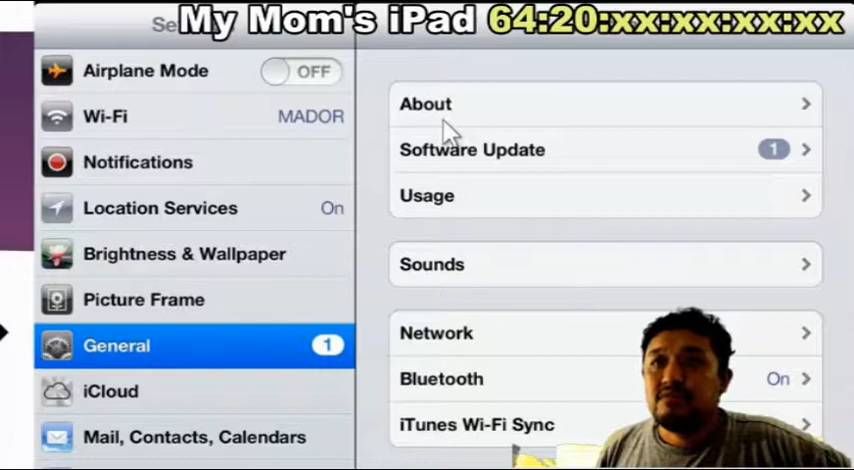 Se
My Mom's iPad 64:20:xx:xx:xx:xx
Airplane Mode OFF
Wi-Fi MADOR
Notifications
Location Services On
Brightness & Wallpaper
Picture Frame
General 1
iCloud
Mail, Contacts, Calendars
About
Software Update 1
Usage
Sounds
Network
Bluetooth On
iTunes Wi-Fi Sync